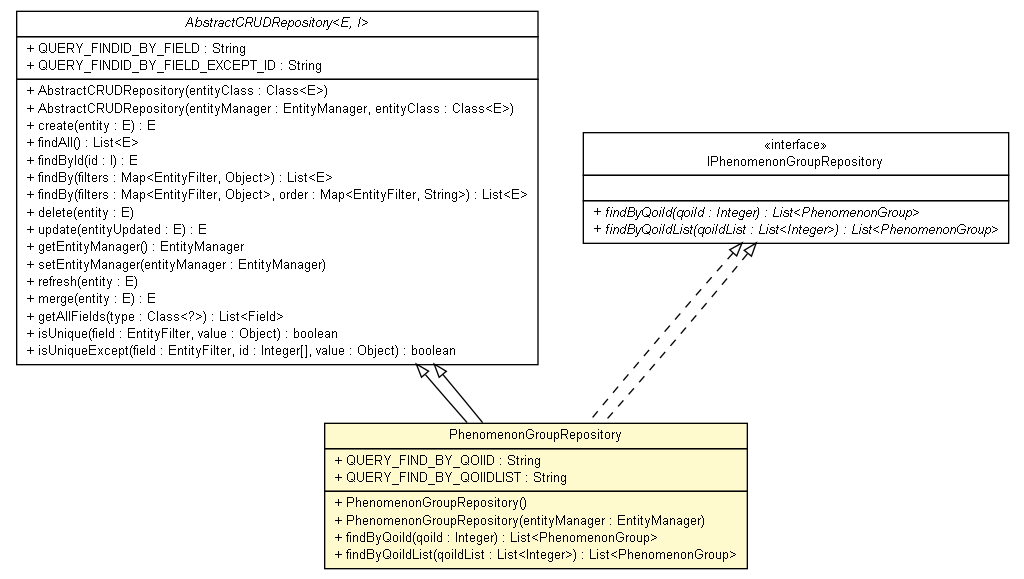 AbstractCRUDRepository<E, I>
+ QUERY_FINDID_BY_FIELD : String
+ QUERY_FINDID_BY_FIELD_EXCEPT_ID : String
+ AbstractCRUDRepository(entityClass : Class<E>)
+ AbstractCRUDRepository(entityManager : EntityManager, entityClass : Class<E>)
+ create(entity : E) : E
+ findAll() : List<E>
+ findById(id : I) : E
+ findBy(filters : Map<EntityFilter, Object>) : List<E>
+ findBy(filters : Map<EntityFilter, Object>, order : Map<EntityFilter, String>) : List<E>
+ delete(entity : E)
+ update(entityUpdated : E) : E
+ getEntityManager() : EntityManager
+ setEntityManager(entityManager : EntityManager)
+ refresh(entity : E)
+ merge(entity : E) : E
+ getAllFields(type : Class<?>) : List<Field>
+ isUnique(field : EntityFilter, value : Object) : boolean
+ isUniqueExcept(field : EntityFilter, id : Integer[], value : Object) : boolean
«interface»
IPhenomenonGroupRepository
+ findByQoiId(qoiId : Integer) : List<PhenomenonGroup>
+ findByQoiIdList(qoiIdList : List<Integer>) : List<PhenomenonGroup>
PhenomenonGroupRepository
+ QUERY_FIND_BY_QOIID : String
+ QUERY_FIND_BY_QOIIDLIST : String
+ PhenomenonGroupRepository()
+ PhenomenonGroupRepository(entityManager : EntityManager)
+ findByQoiId(qoiId : Integer) : List<PhenomenonGroup>
+ findByQoiIdList(qoiIdList : List<Integer>) : List<PhenomenonGroup>